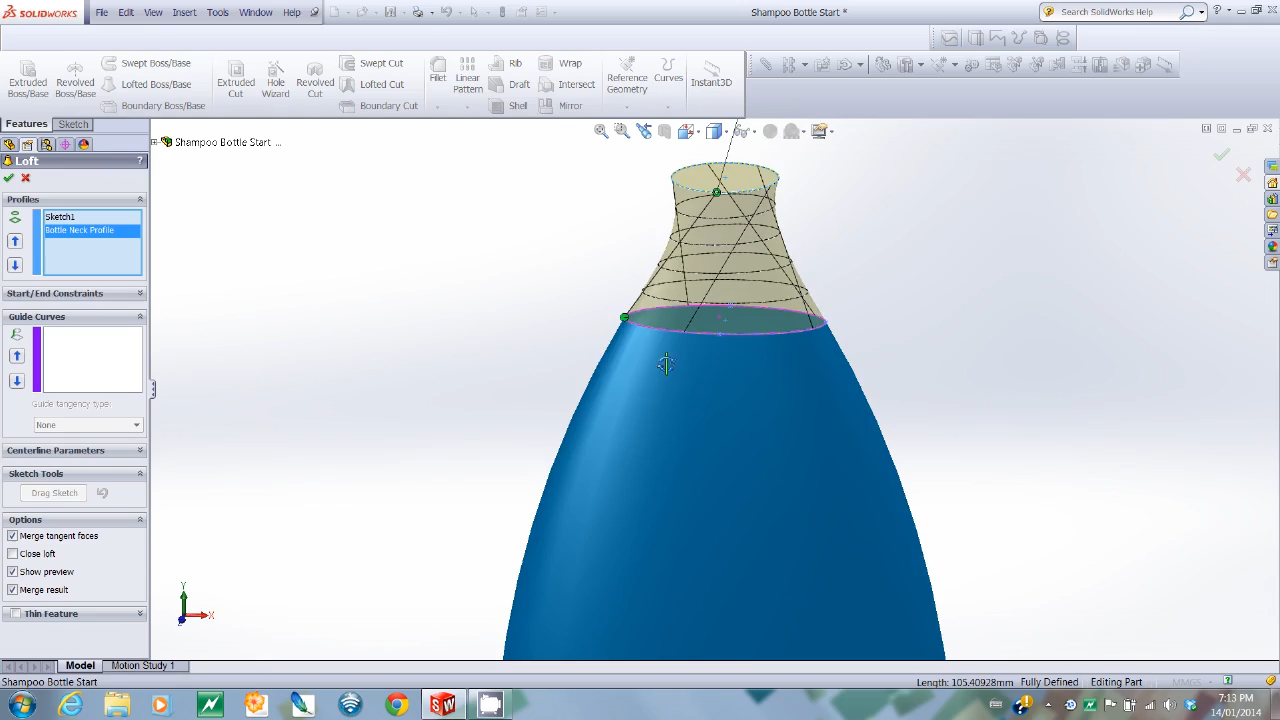 SOLIDWORKS File Edit View Insert Tools Window Help Shampoo Bottle Start * Search SolidWorks Help
Extruded Boss/Base
Revolved Boss/Base
Swept Boss/Base
Lofted Boss/Base
Boundary Boss/Base
Extruded Cut
Hole Wizard
Revolved Cut
Swept Cut
Lofted Cut
Boundary Cut
Fillet
Linear Pattern
Rib
Draft
Shell
Wrap
Intersect
Mirror
Reference Geometry
Curves
Instant3D
Features Sketch
Shampoo Bottle Start ...
Loft ?
Profiles
Sketch1
Bottle Neck Profile
Start/End Constraints
Guide Curves
Guide tangency type:
None
Centerline Parameters
Sketch Tools
Drag Sketch
Options
Merge tangent faces
Close loft
Show preview
Merge result
Thin Feature
Y
X
Z
Model Motion Study 1
Shampoo Bottle Start Length: 105.40928mm Fully Defined Editing Part MMGS
7:13 PM
14/01/2014